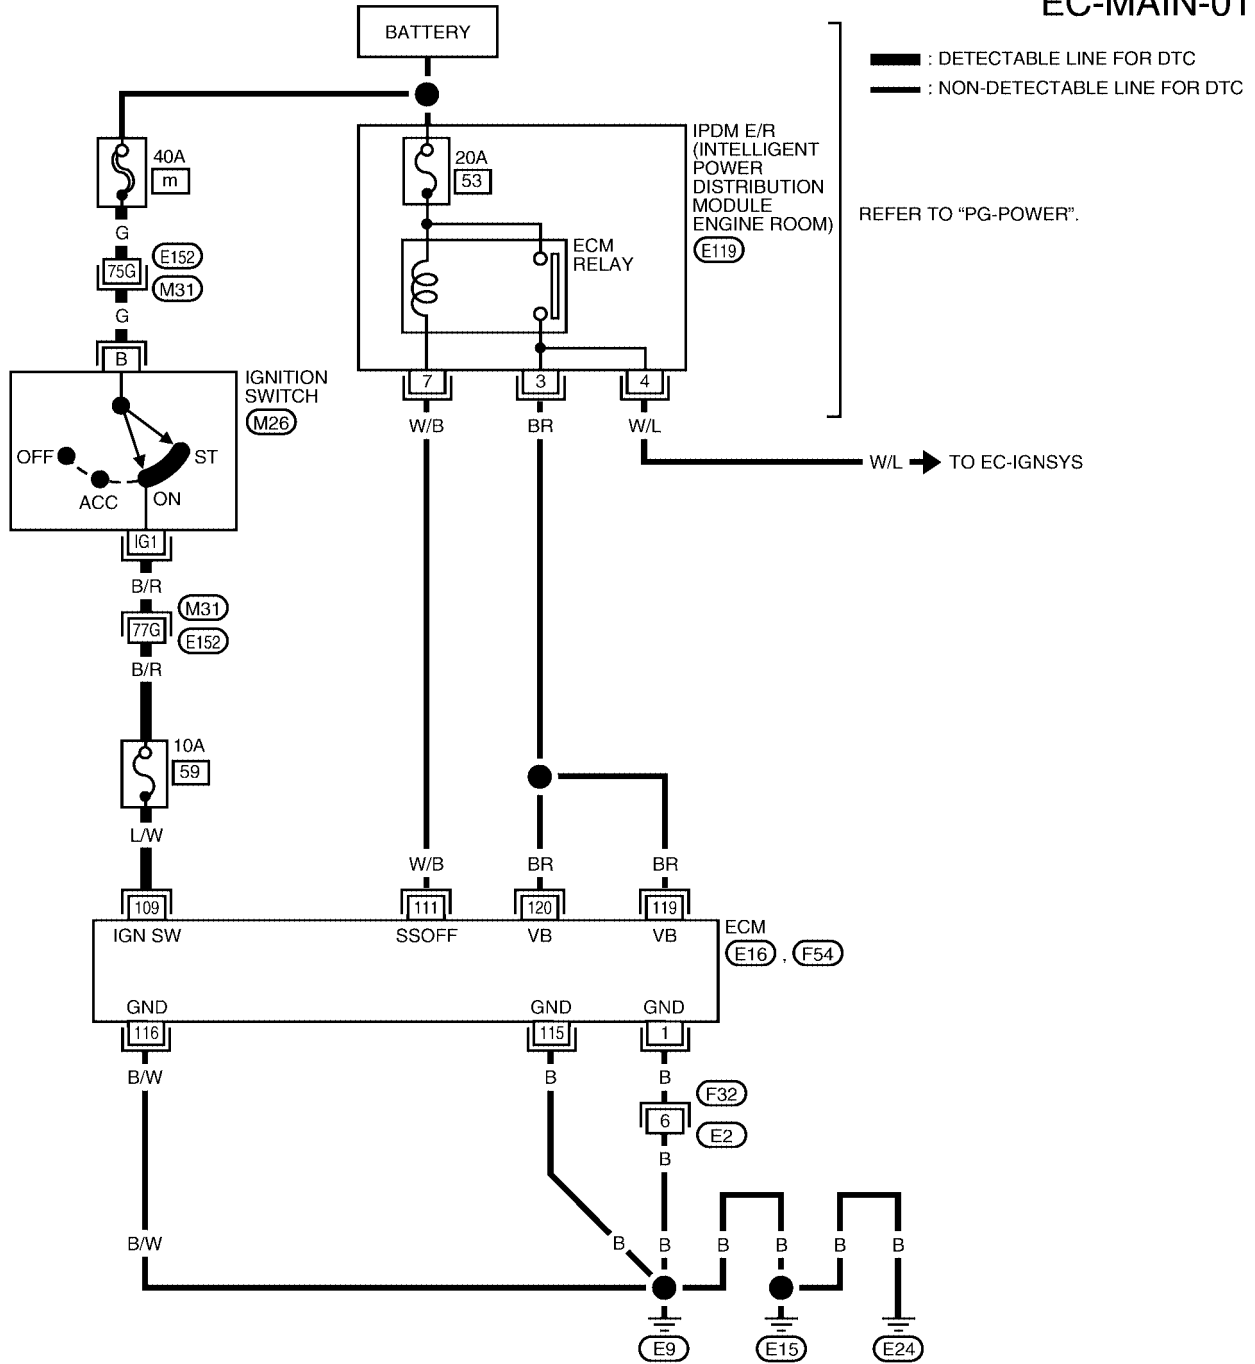 EC-MAIN-01
BATTERY
: DETECTABLE LINE FOR DTC
: NON-DETECTABLE LINE FOR DTC
40A
m
20A
53
IPDM E/R
(INTELLIGENT
POWER
DISTRIBUTION
MODULE
ENGINE ROOM)
E119
REFER TO “PG-POWER”.
G
75G
E152
M31
G
ECM
RELAY
B
IGNITION
SWITCH
M26
7
3
4
W/B
BR
W/L
OFF
ACC
ON
ST
W/L
TO EC-IGNSYS
IG1
B/R
77G
M31
E152
B/R
10A
59
L/W
W/B
BR
BR
109
111
120
119
IGN SW
SSOFF
VB
VB
ECM
E16 , F54
GND
GND
GND
116
115
1
B/W
B
B
F32
6
E2
B
B/W
B
B
B
B
B
B
E9
E15
E24